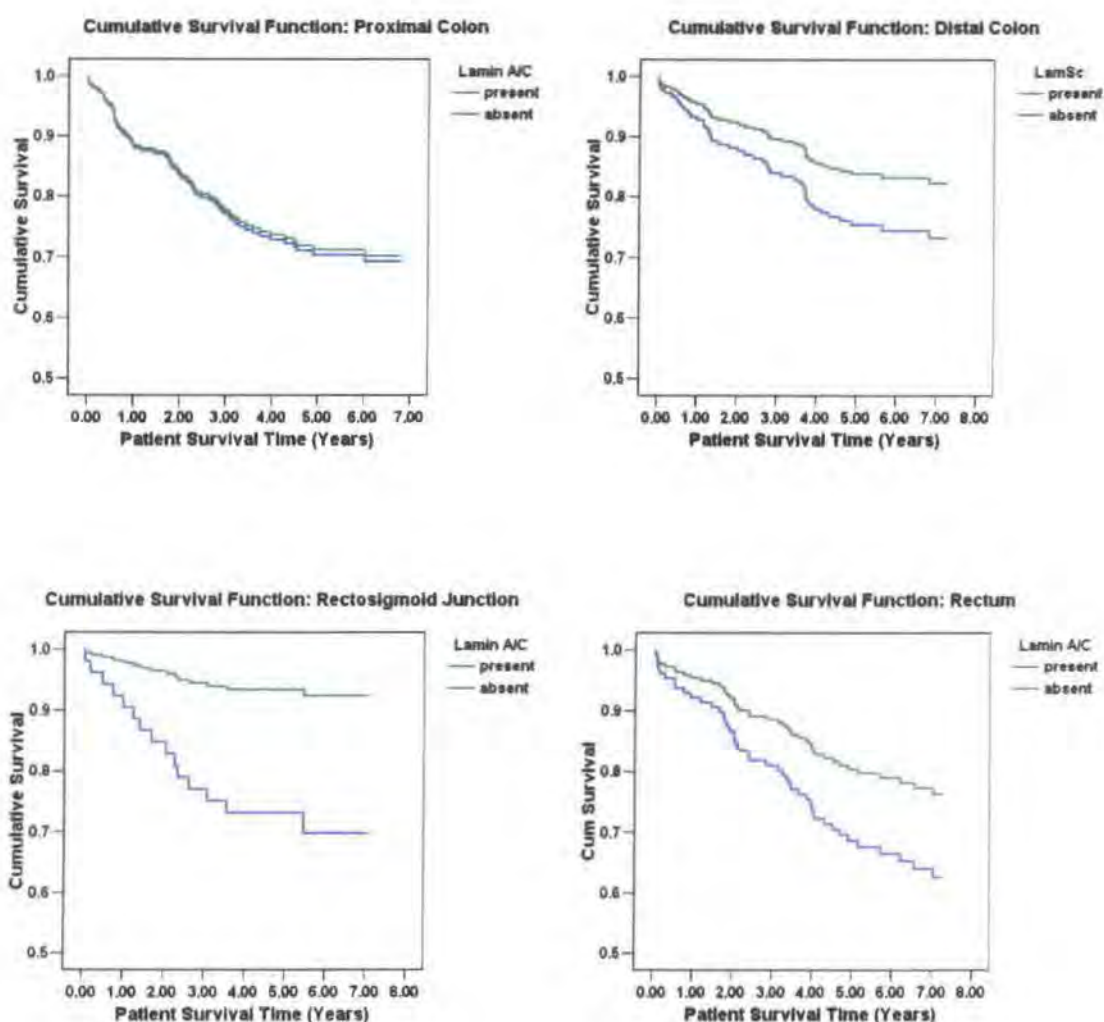 Cumulative Survival Function: Proximal Colon
Cumulative Survival
1.0
0.9
0.8
0.7
0.6
0.5
0.00 1.00 2.00 3.00 4.00 5.00 6.00 7.00
Patient Survival Time (Years)
Lamin A/C
present
absent
Cumulative Survival Function: Distal Colon
Cumulative Survival
1.0
0.9
0.8
0.7
0.6
0.5
0.00 1.00 2.00 3.00 4.00 5.00 6.00 7.00 8.00
Patient Survival Time (Years)
LamSc
present
absent
Cumulative Survival Function: Rectosigmoid Junction
Cumulative Survival
1.0
0.9
0.8
0.7
0.6
0.5
0.00 1.00 2.00 3.00 4.00 5.00 6.00 7.00 8.00
Patient Survival Time (Years)
Lamin A/C
present
absent
Cumulative Survival Function: Rectum
Cum Survival
1.0
0.9
0.8
0.7
0.6
0.5
0.00 1.00 2.00 3.00 4.00 5.00 6.00 7.00 8.00
Patient Survival Time (Years)
Lamin A/C
present
absent